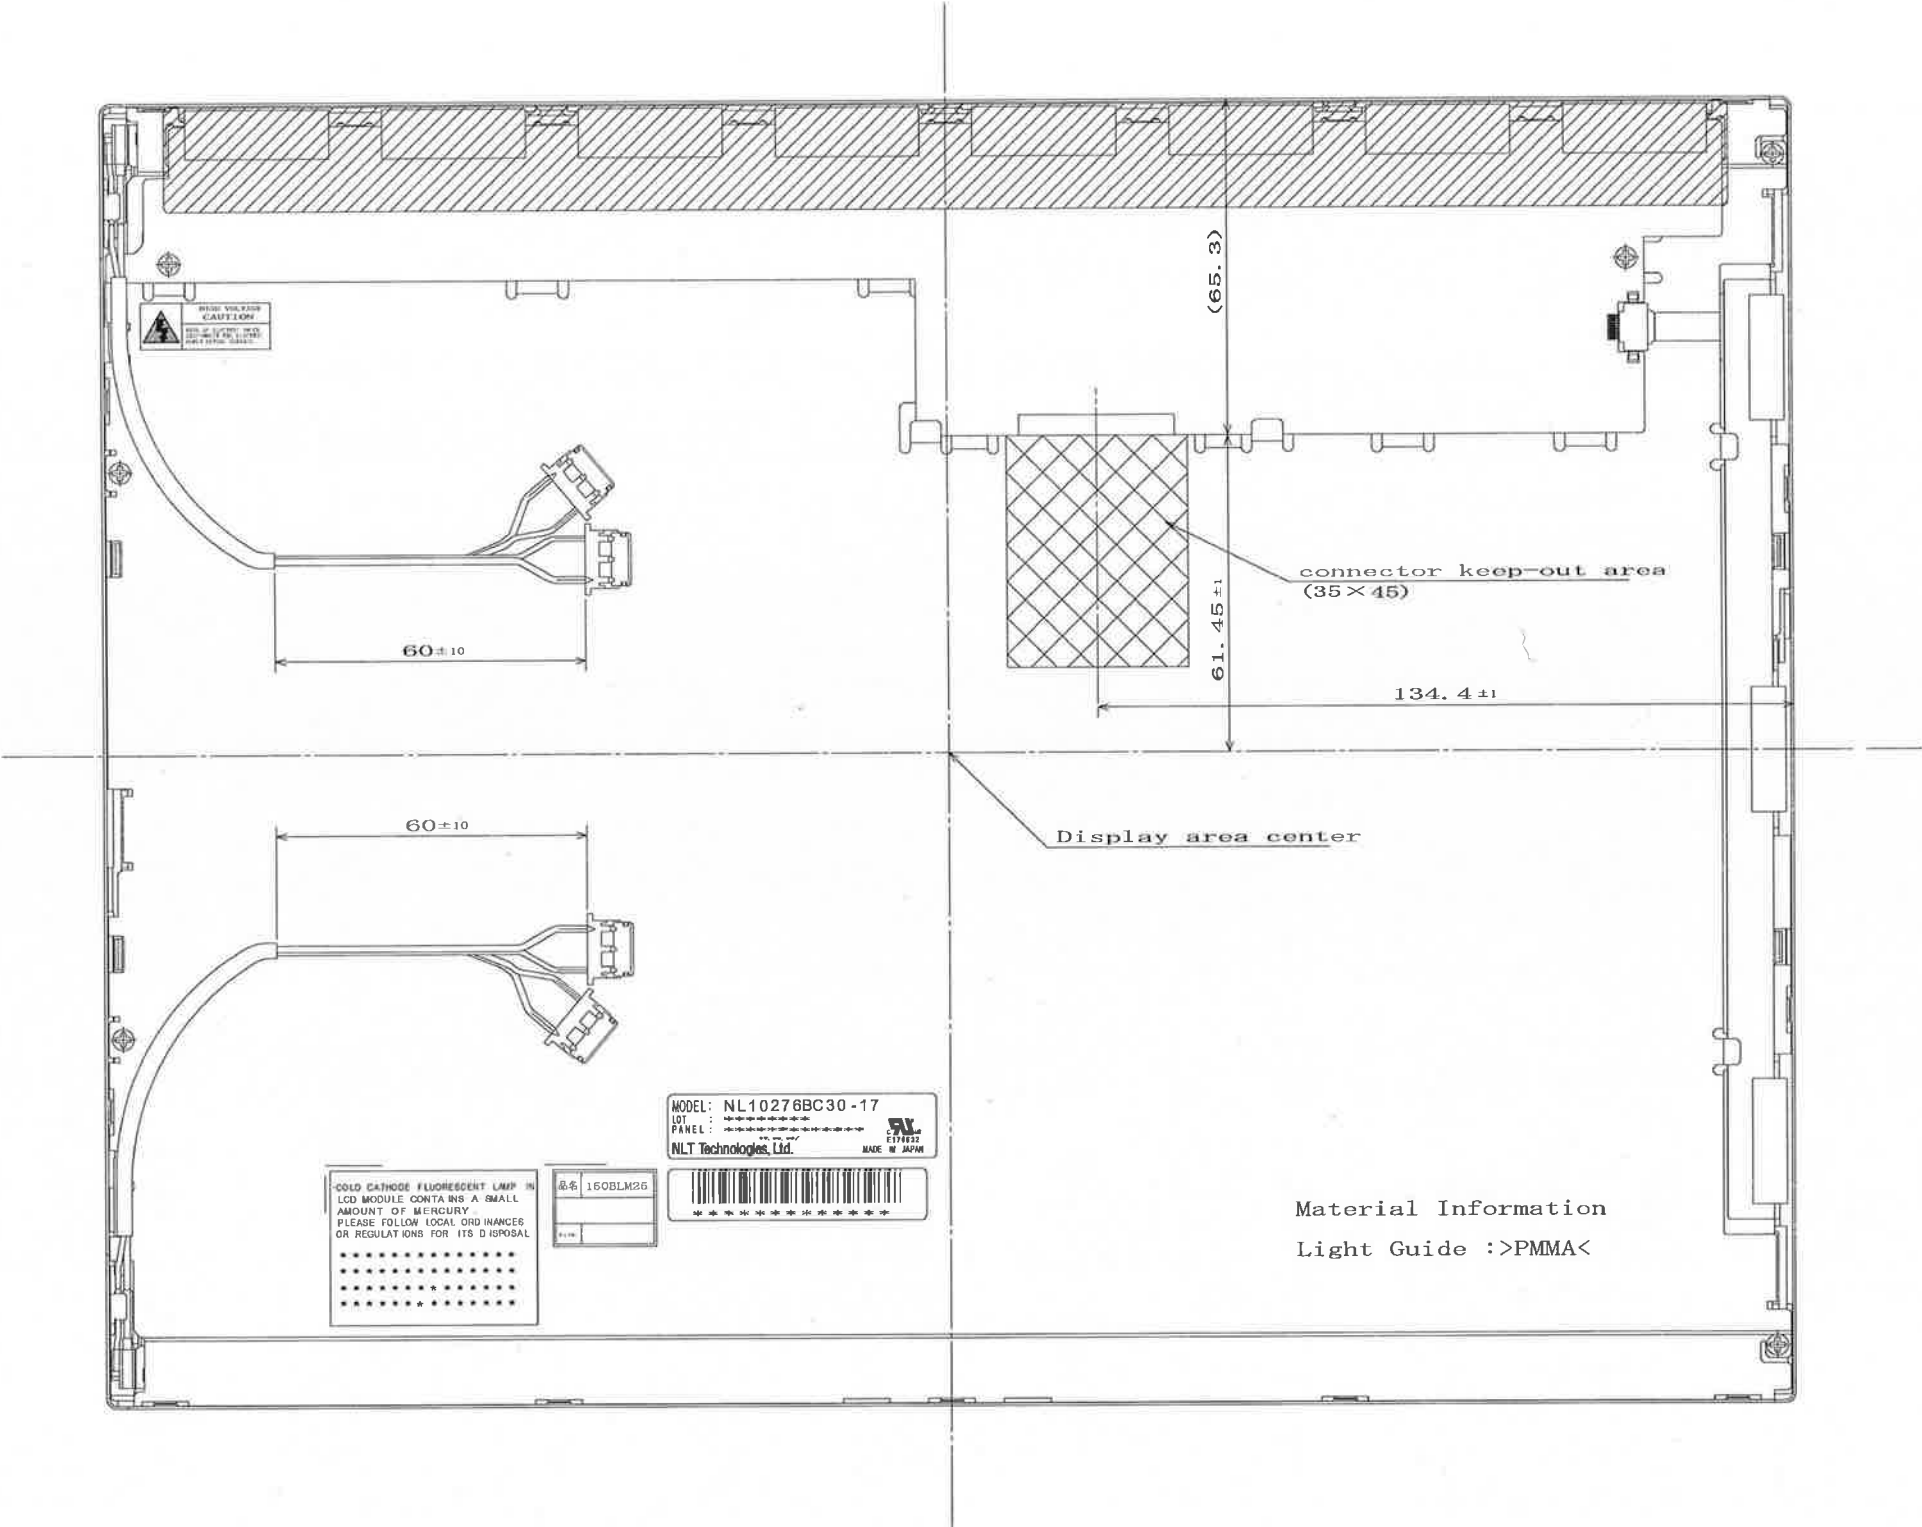 HIGH VOLTAGE
CAUTION
(65.3)
connector keep-out area
(35×45)
61.45±1
60±10
134.4±1
60±10
Display area center
MODEL: NL10276BC30-17
LOT : ********
PANEL: *************
NLT Technologies, Ltd.
E170632
MADE IN JAPAN
COLD CATHODE FLUORESCENT LAMP IN
LCD MODULE CONTAINS A SMALL
AMOUNT OF MERCURY.
PLEASE FOLLOW LOCAL ORDINANCES
OR REGULATIONS FOR ITS DISPOSAL
品名 150BLM26
Material Information
Light Guide :>PMMA<